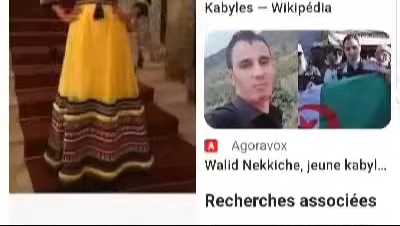 Kabyles — Wikipédia
A Agoravox
Walid Nekkiche, jeune kabyl...
Recherches associées